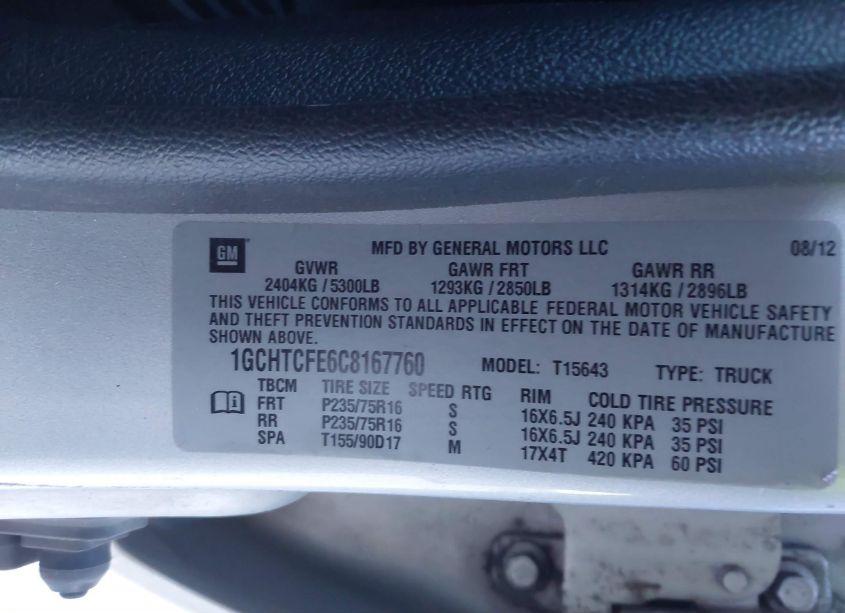 GM MFD BY GENERAL MOTORS LLC 08/12
GVWR GAWR FRT GAWR RR
2404KG / 5300LB 1293KG / 2850LB 1314KG / 2896LB
THIS VEHICLE CONFORMS TO ALL APPLICABLE FEDERAL MOTOR VEHICLE SAFETY
AND THEFT PREVENTION STANDARDS IN EFFECT ON THE DATE OF MANUFACTURE
SHOWN ABOVE.
1GCHTCFE6C8167760 MODEL: T15643 TYPE: TRUCK
TBCM TIRE SIZE SPEED RTG RIM COLD TIRE PRESSURE
FRT P235/75R16 S 16X6.5J 240 KPA 35 PSI
RR P235/75R16 S 16X6.5J 240 KPA 35 PSI
SPA T155/90D17 M 17X4T 420 KPA 60 PSI